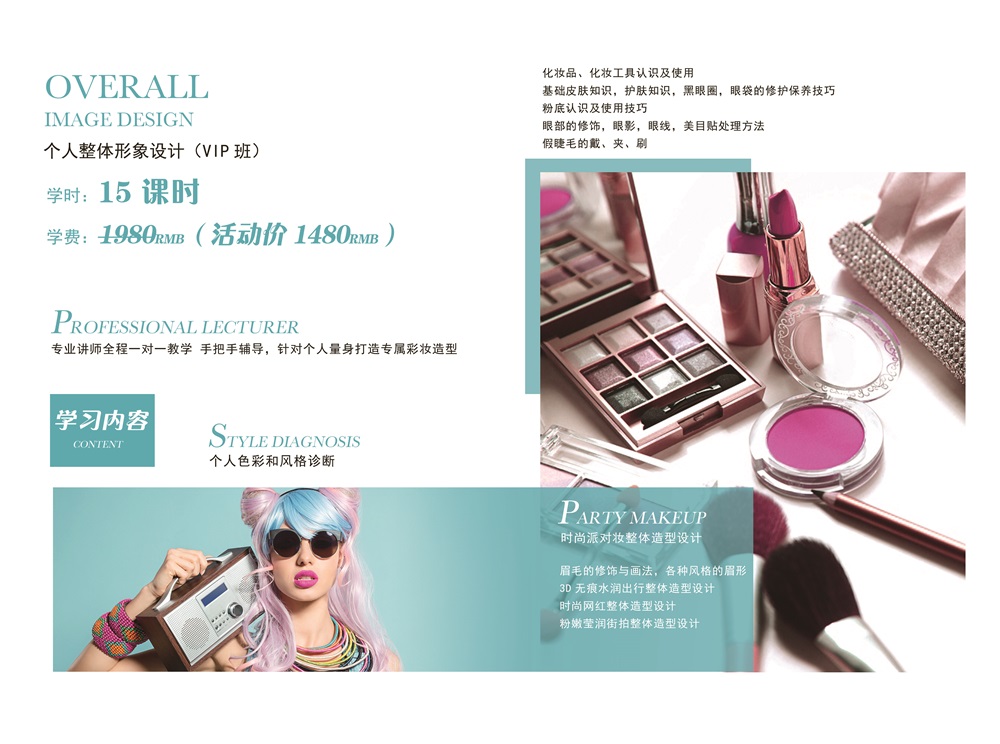 OVERALL
IMAGE DESIGN
个人整体形象设计（VIP 班）
学时：15 课时
学费：1980RMB（活动价 1480RMB ）
PROFESSIONAL LECTURER
专业讲师全程一对一教学 手把手辅导，针对个人量身打造专属彩妆造型
学习内容
CONTENT
STYLE DIAGNOSIS
个人色彩和风格诊断
化妆品、化妆工具认识及使用
基础皮肤知识，护肤知识，黑眼圈，眼袋的修护保养技巧
粉底认识及使用技巧
眼部的修饰，眼影，眼线，美目贴处理方法
假睫毛的戴、夹、刷
PARTY MAKEUP
时尚派对妆整体造型设计
眉毛的修饰与画法，各种风格的眉形
3D 无痕水润出行整体造型设计
时尚网红整体造型设计
粉嫩莹润街拍整体造型设计